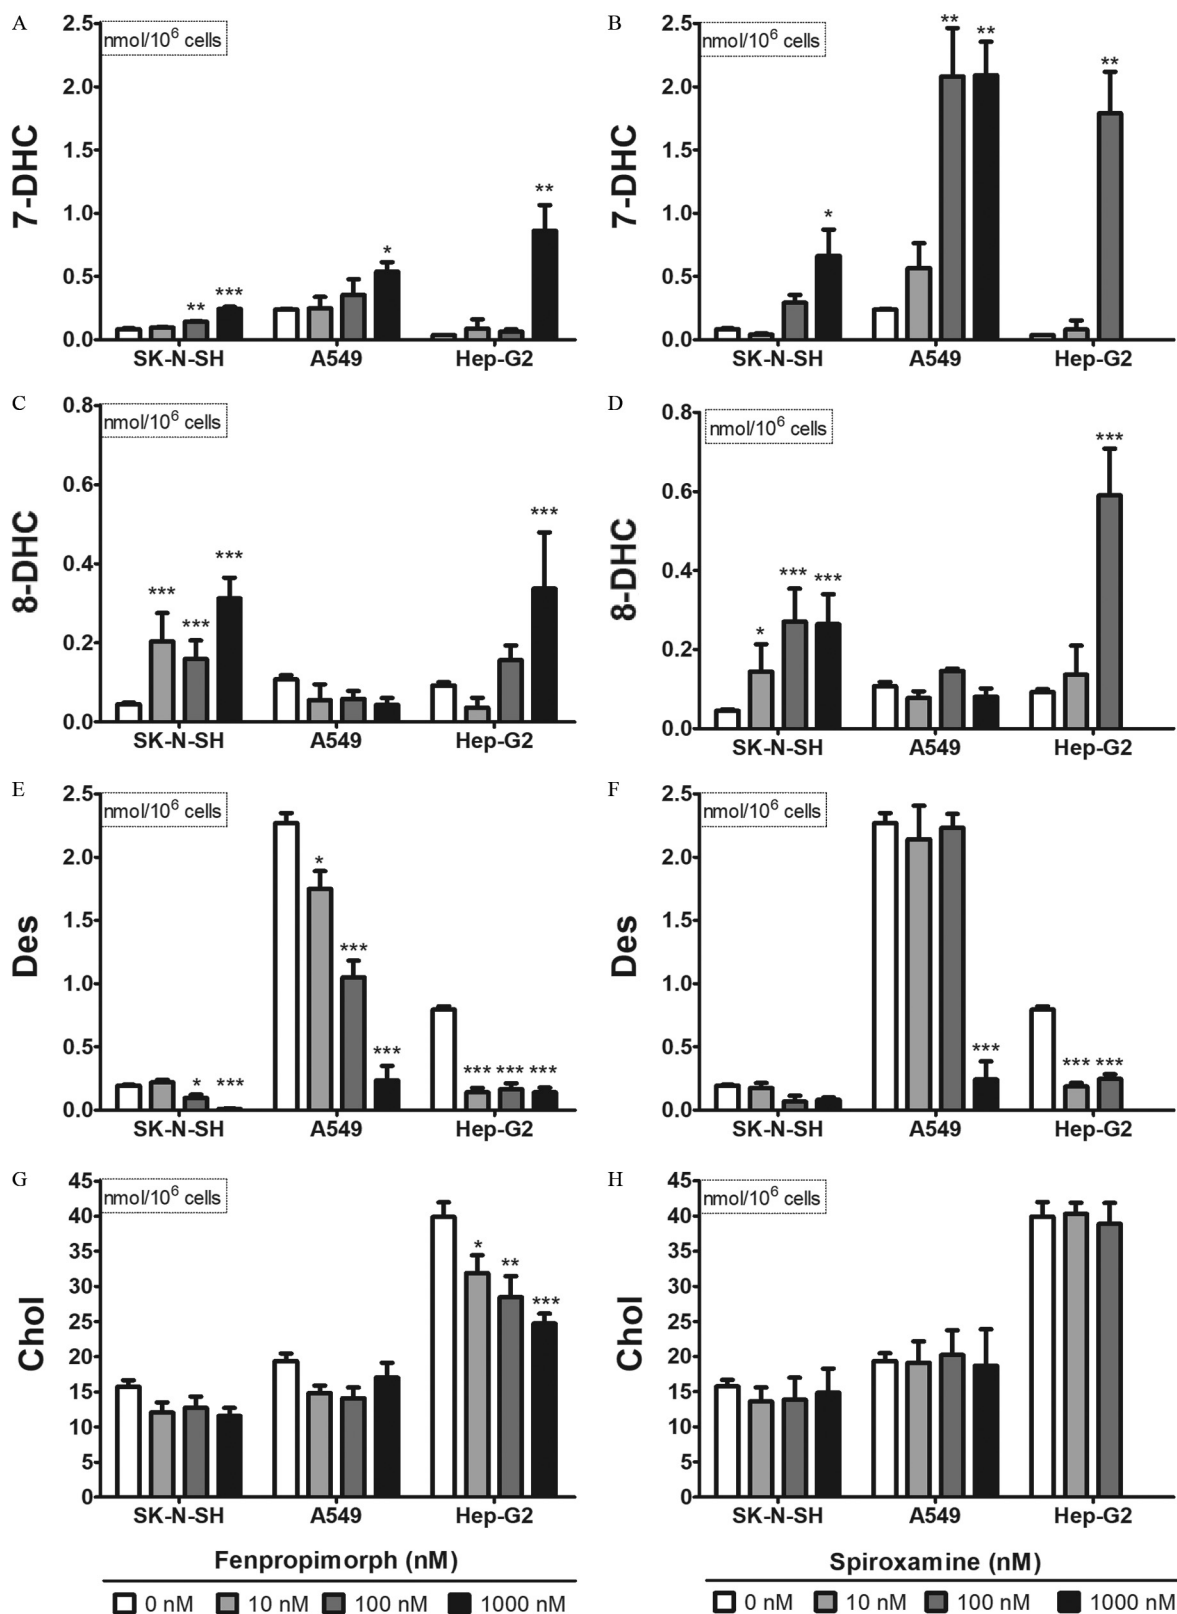 A
nmol/10⁶ cells
7-DHC
2.5
2.0
1.5
1.0
0.5
0.0
** *** * **
SK-N-SH A549 Hep-G2
B
nmol/10⁶ cells
7-DHC
2.5
2.0
1.5
1.0
0.5
0.0
* ** ** **
SK-N-SH A549 Hep-G2
C
nmol/10⁶ cells
8-DHC
0.8
0.6
0.4
0.2
0.0
*** *** *** ***
SK-N-SH A549 Hep-G2
D
nmol/10⁶ cells
8-DHC
0.8
0.6
0.4
0.2
0.0
* *** *** ***
SK-N-SH A549 Hep-G2
E
nmol/10⁶ cells
Des
2.5
2.0
1.5
1.0
0.5
0.0
* *** * *** *** *** *** ***
SK-N-SH A549 Hep-G2
F
nmol/10⁶ cells
Des
2.5
2.0
1.5
1.0
0.5
0.0
*** *** ***
SK-N-SH A549 Hep-G2
G
nmol/10⁶ cells
Chol
45
40
35
30
25
20
15
10
5
0
* ** ***
SK-N-SH A549 Hep-G2
H
nmol/10⁶ cells
Chol
45
40
35
30
25
20
15
10
5
0
SK-N-SH A549 Hep-G2
Fenpropimorph (nM)
0 nM 10 nM 100 nM 1000 nM
Spiroxamine (nM)
0 nM 10 nM 100 nM 1000 nM